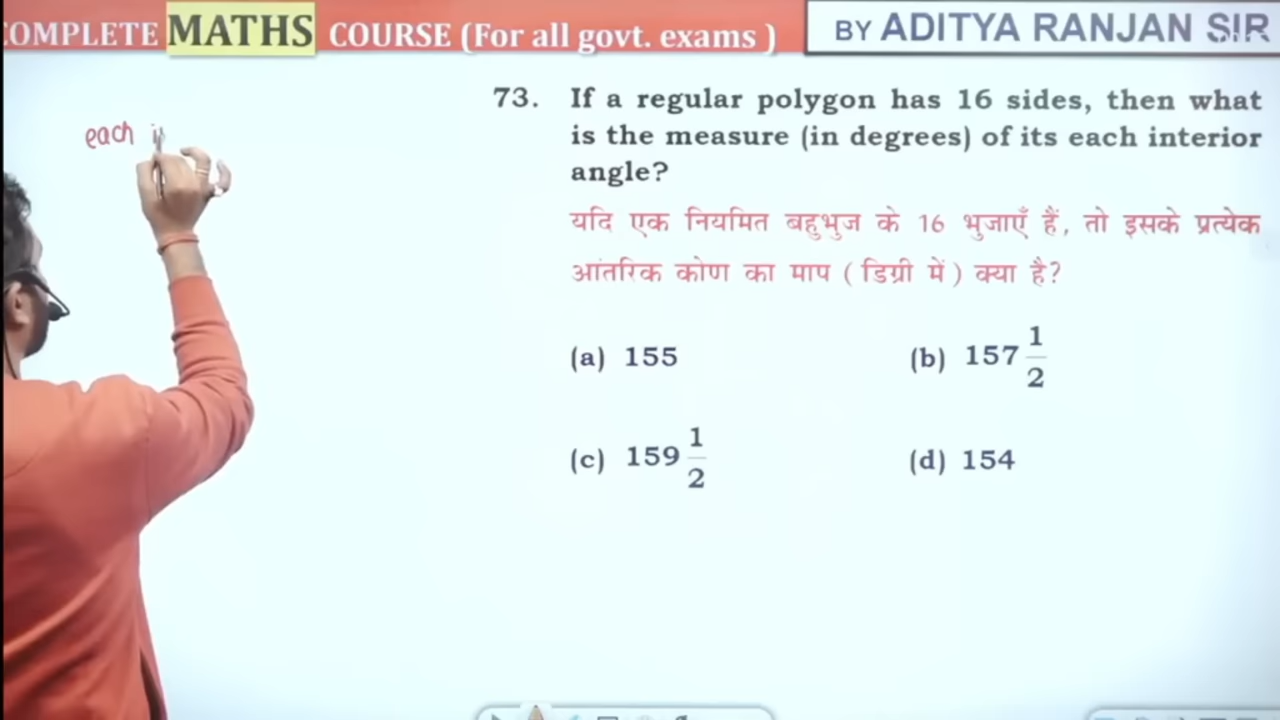 COMPLETE MATHS COURSE (For all govt. exams )
BY ADITYA RANJAN SIR
each
73. If a regular polygon has 16 sides, then what
is the measure (in degrees) of its each interior
angle?
यदि एक नियमित बहुभुज के 16 भुजाएँ हैं, तो इसके प्रत्येक
आंतरिक कोण का माप ( डिग्री में ) क्या है?
(a) 155 (b) 157 1/2
(c) 159 1/2 (d) 154